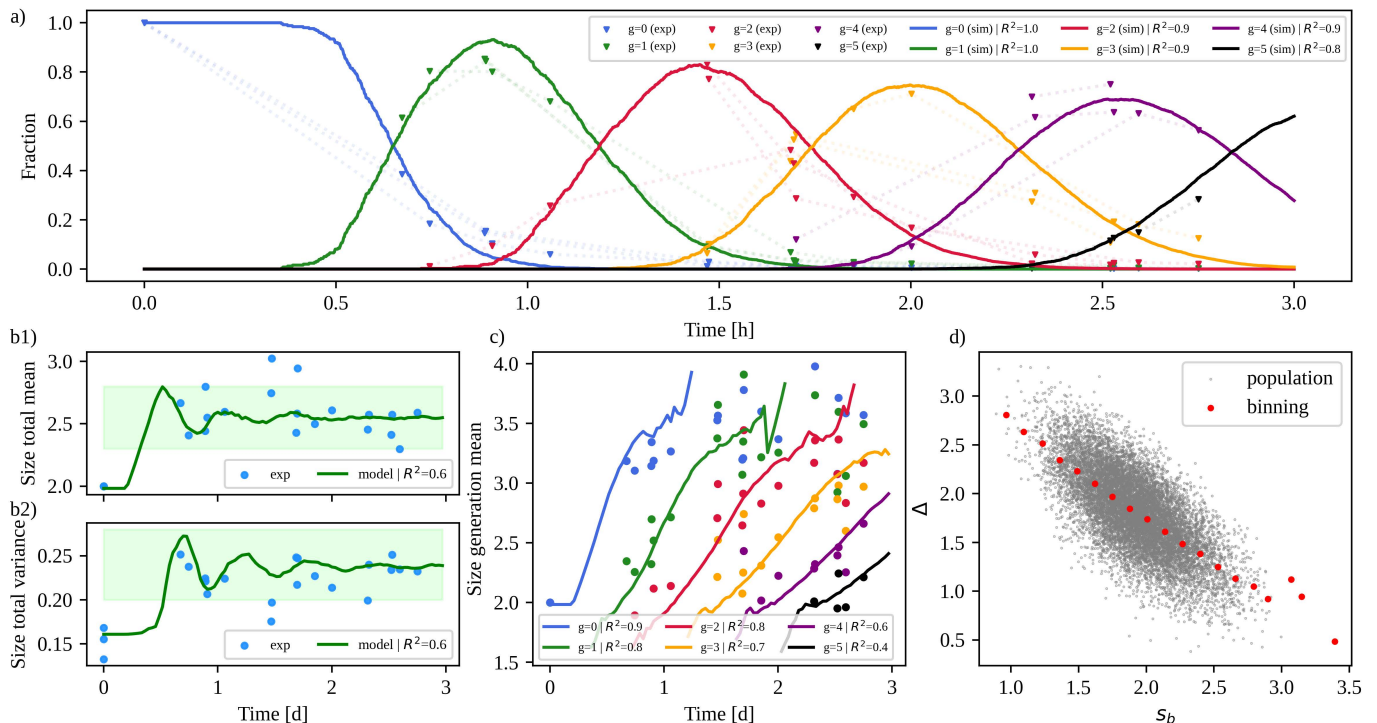 a)
Fraction
1.0
0.8
0.6
0.4
0.2
0.0
g=0 (exp)
g=1 (exp)
g=2 (exp)
g=3 (exp)
g=4 (exp)
g=5 (exp)
g=0 (sim) | R²=1.0
g=1 (sim) | R²=1.0
g=2 (sim) | R²=0.9
g=3 (sim) | R²=0.9
g=4 (sim) | R²=0.9
g=5 (sim) | R²=0.8
0.0 0.5 1.0 1.5 2.0 2.5 3.0
Time [h]
b1)
Size total mean
3.0
2.5
2.0
exp
model | R²=0.6
b2)
Size total variance
0.25
0.20
0.15
exp
model | R²=0.6
0 1 2 3
Time [d]
c)
Size generation mean
4.0
3.5
3.0
2.5
2.0
1.5
g=0 | R²=0.9
g=1 | R²=0.8
g=2 | R²=0.8
g=3 | R²=0.7
g=4 | R²=0.6
g=5 | R²=0.4
0 1 2 3
Time [d]
d)
Δ
3.0
2.5
2.0
1.5
1.0
0.5
population
binning
1.0 1.5 2.0 2.5 3.0 3.5
s_b